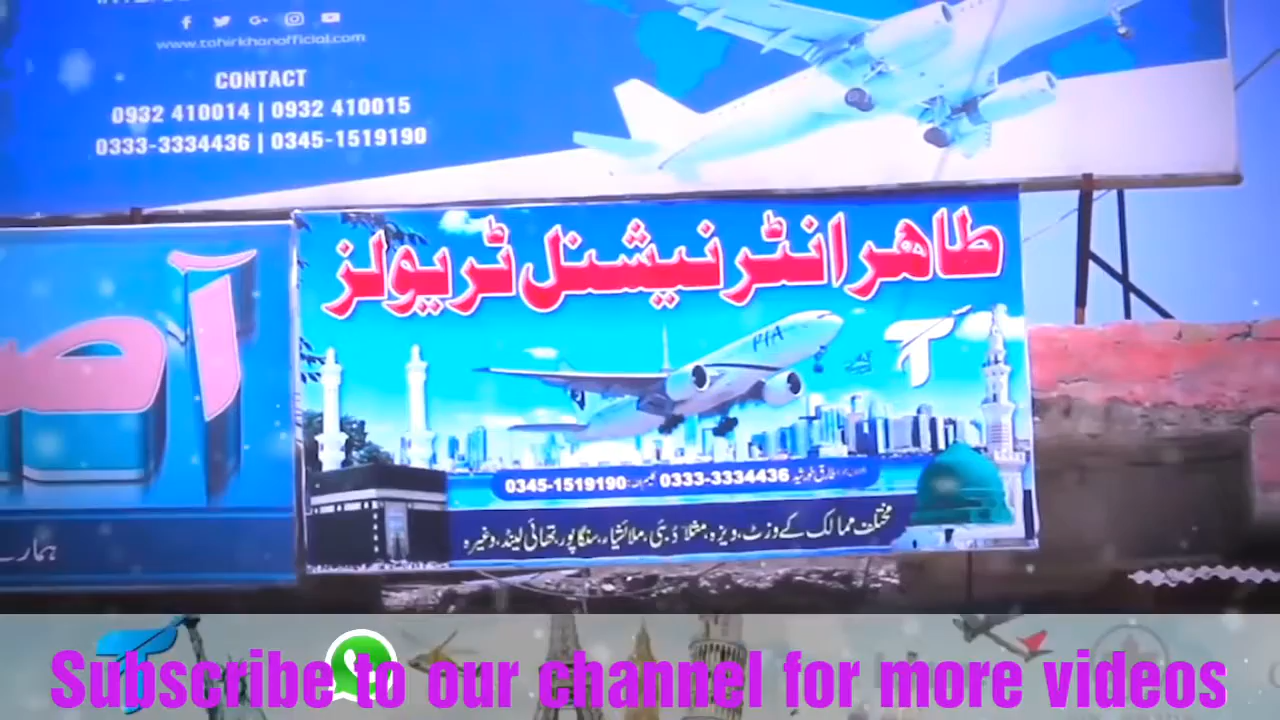 www.tahirkhanofficial.com
CONTACT
0932 410014 | 0932 410015
0333-3334436 | 0345-1519190
طاہر انٹرنیشنل ٹریولز
PIA
0333-3334436
0345-1519190
مختلف ممالک کے وزٹ، ویزہ، مثلا دبئی، ملائشیاء، سنگاپور، تھائی لینڈ، وغیرہ
ہمارے
Subscribe to our channel for more videos